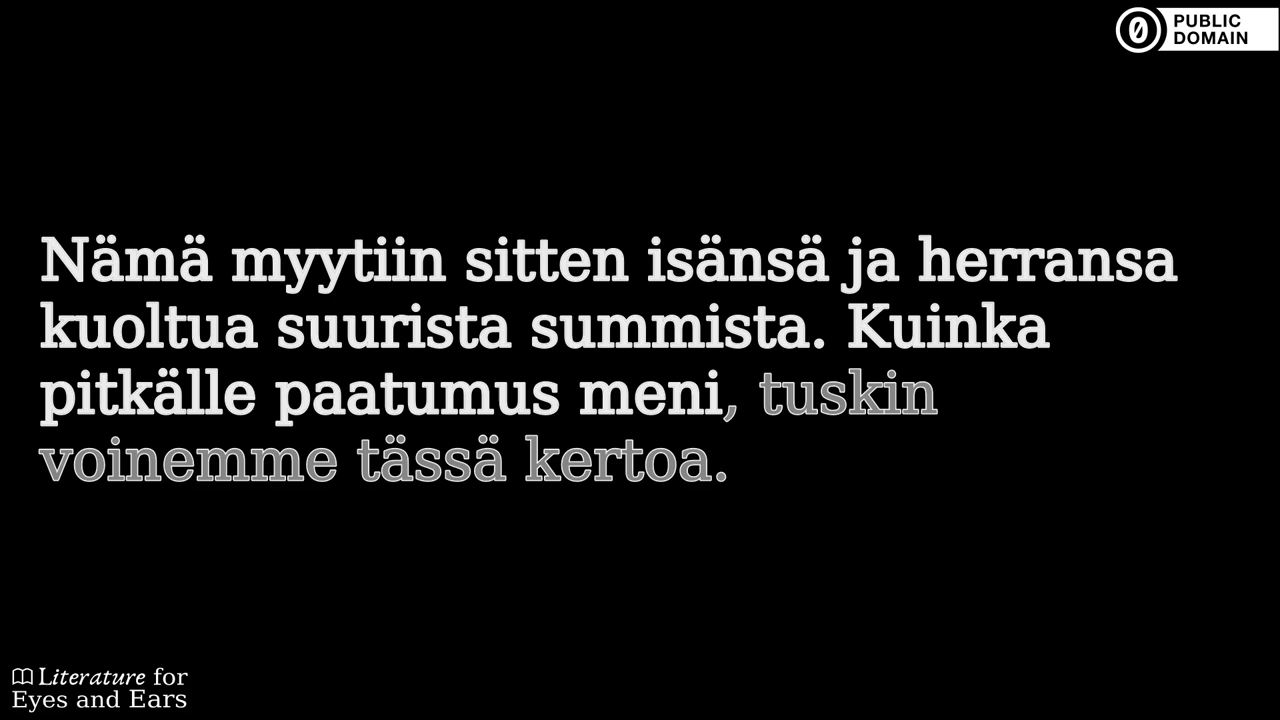 PUBLIC
DOMAIN
Nämä myytiin sitten isänsä ja herransa
kuoltua suurista summista. Kuinka
pitkälle paatumus meni, tuskin
voinemme tässä kertoa.
Literature for
Eyes and Ears